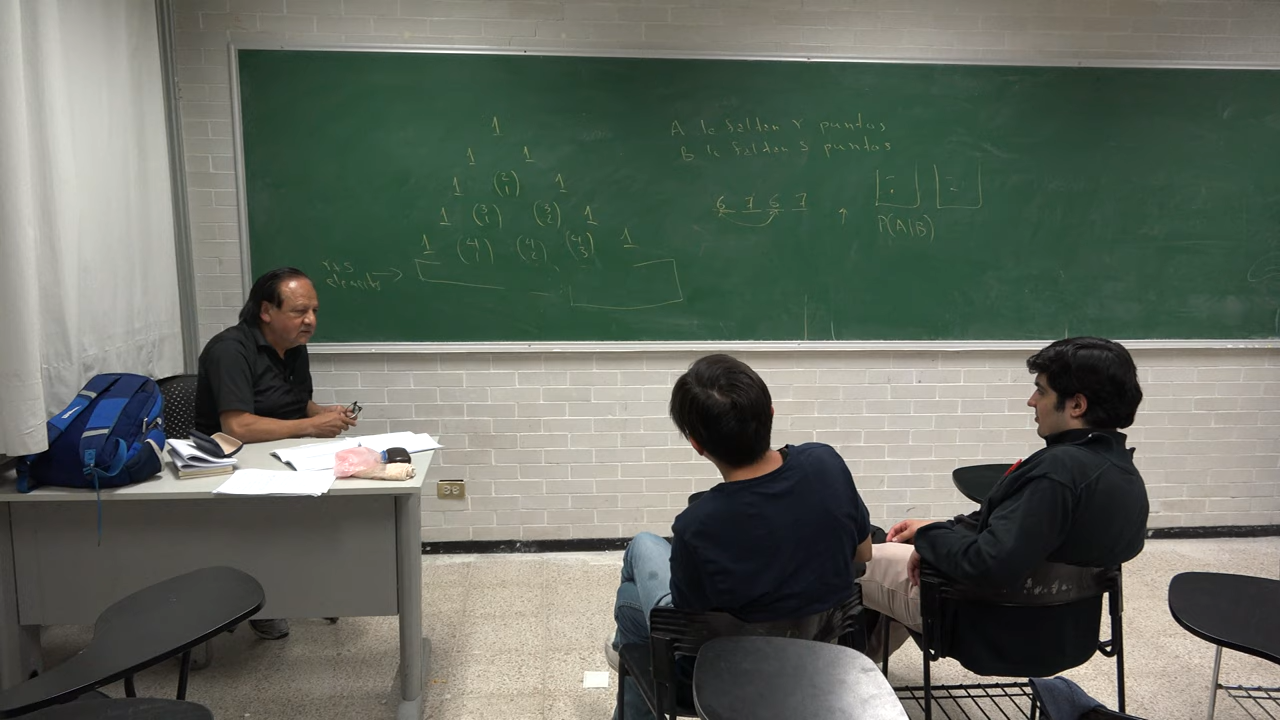 1
1 1
1 (2 1) 1
1 (3 1) (3 2) 1
1 (4 1) (4 2) (4 3) 1
r+s
A le faltan r puntos
B le faltan s puntos
6 7 6 7
P(A|B)